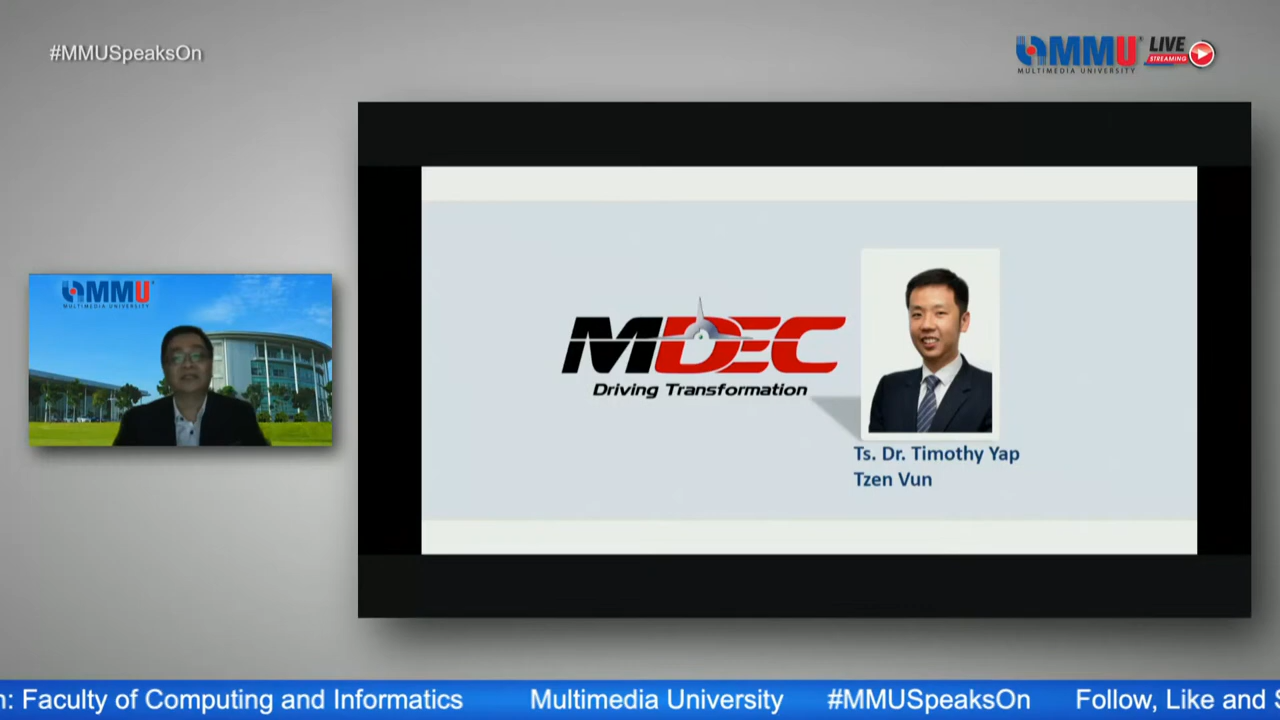 #MMUSpeaksOn
MMU
MULTIMEDIA UNIVERSITY
LIVE
STREAMING
MMU
MULTIMEDIA UNIVERSITY
MDEC
Driving Transformation
Ts. Dr. Timothy Yap
Tzen Vun
n: Faculty of Computing and Informatics Multimedia University #MMUSpeaksOn Follow, Like and S